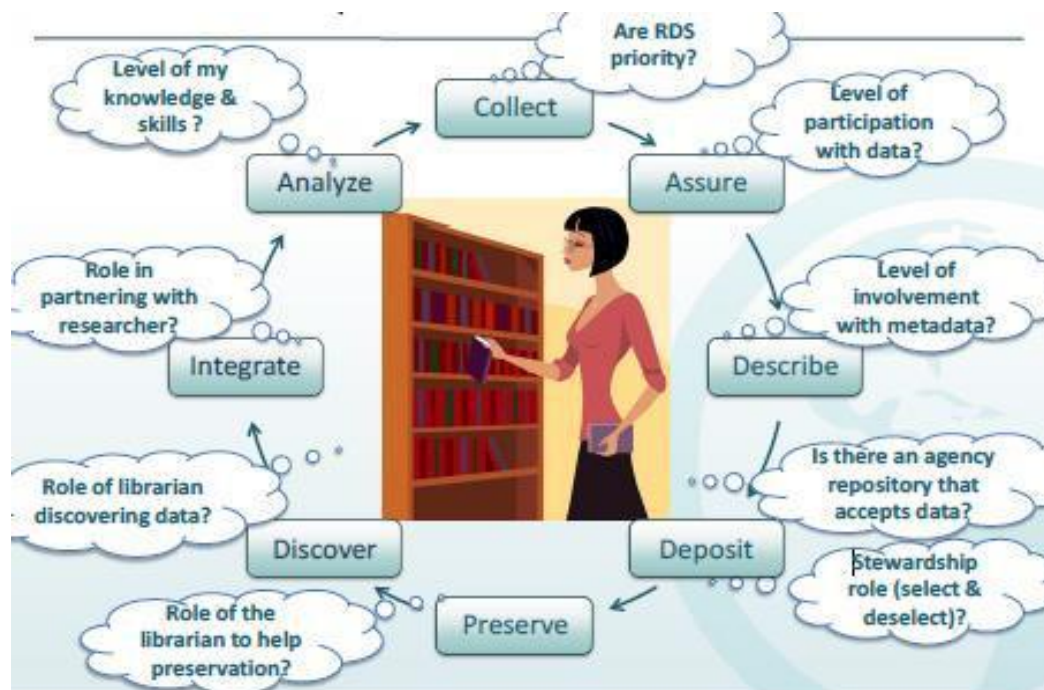 Are RDS
priority?
Collect
Level of my
knowledge &
skills ?
Level of
participation
with data?
Analyze
Assure
Role in
partnering with
researcher?
Level of
involvement
with metadata?
Integrate
Describe
Role of librarian
discovering data?
Is there an agency
repository that
accepts data?
Discover
Deposit
Stewardship
role (select &
deselect)?
Role of the
librarian to help
preservation?
Preserve